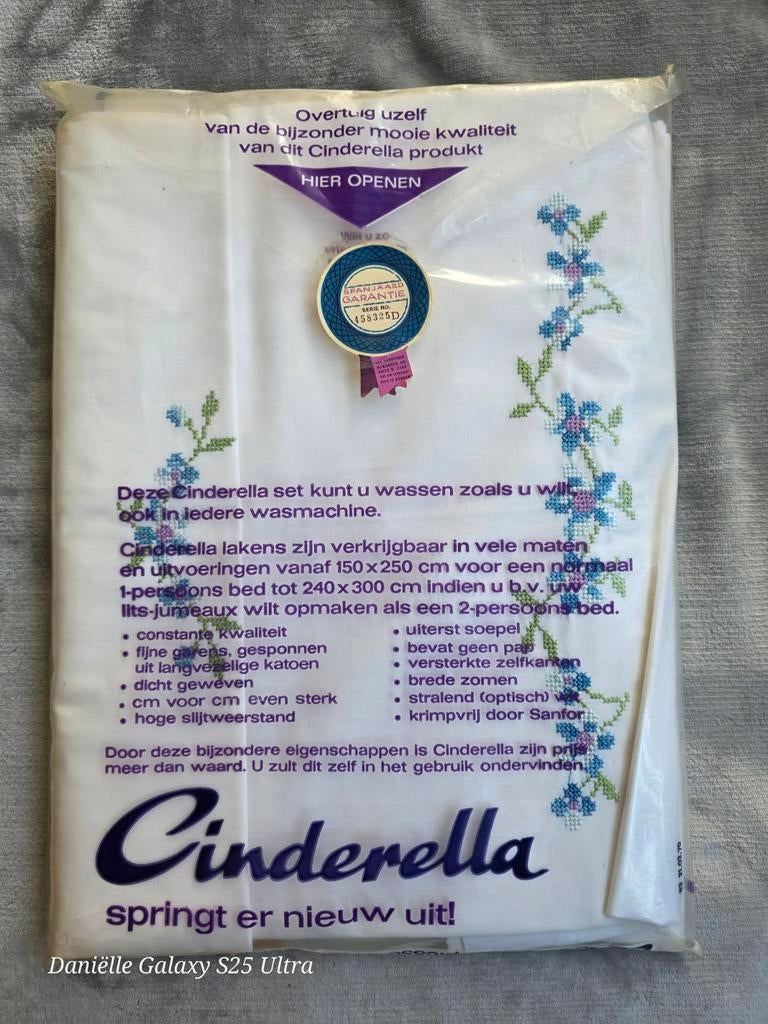 Overtuig uzelf
van de bijzonder mooie kwaliteit
van dit Cinderella produkt
HIER OPENEN
Wilt u zo
SPANJAARD
GARANTIE
SERIE NO.
458325D
Deze Cinderella set kunt u wassen zoals u wilt,
ook in iedere wasmachine.
Cinderella lakens zijn verkrijgbaar in vele maten
en uitvoeringen vanaf 150 x 250 cm voor een normaal
1-persoons bed tot 240 x 300 cm indien u b.v. uw
lits-jumeaux wilt opmaken als een 2-persoons bed.
• constante kwaliteit
• fijne garens, gesponnen
uit langvezelige katoen
• dicht geweven
• cm voor cm even sterk
• hoge slijtweerstand
• uiterst soepel
• bevat geen pap
• versterkte zelfkanten
• brede zomen
• stralend (optisch) wit
• krimpvrij door Sanfor
Door deze bijzondere eigenschappen is Cinderella zijn prijs
meer dan waard. U zult dit zelf in het gebruik ondervinden.
Cinderella
springt er nieuw uit!
Daniëlle Galaxy S25 Ultra